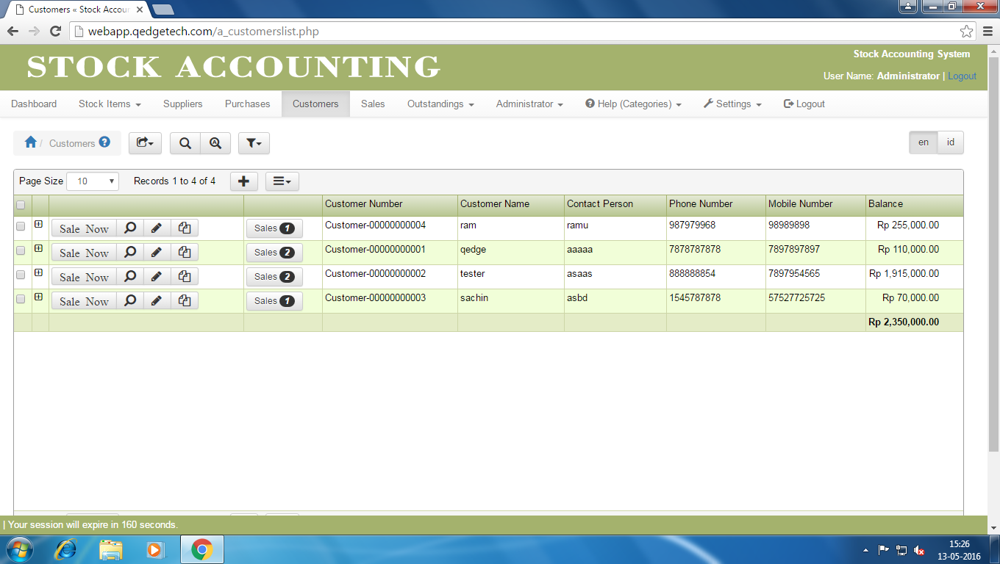 Customers « Stock Accour
webapp.qedgetech.com/a_customerslist.php
STOCK ACCOUNTING
Stock Accounting System
User Name: Administrator | Logout
Dashboard Stock Items Suppliers Purchases Customers Sales Outstandings Administrator Help (Categories) Settings Logout
/ Customers
en id
Page Size 10 Records 1 to 4 of 4
Customer Number Customer Name Contact Person Phone Number Mobile Number Balance
Sale Now Sales 1 Customer-00000000004 ram ramu 987979968 98989898 Rp 255,000.00
Sale Now Sales 2 Customer-00000000001 qedge aaaaa 7878787878 7897897897 Rp 110,000.00
Sale Now Sales 2 Customer-00000000002 tester asaas 888888854 7897954565 Rp 1,915,000.00
Sale Now Sales 1 Customer-00000000003 sachin asbd 1545787878 57527725725 Rp 70,000.00
Rp 2,350,000.00
| Your session will expire in 160 seconds.
15:26
13-05-2016